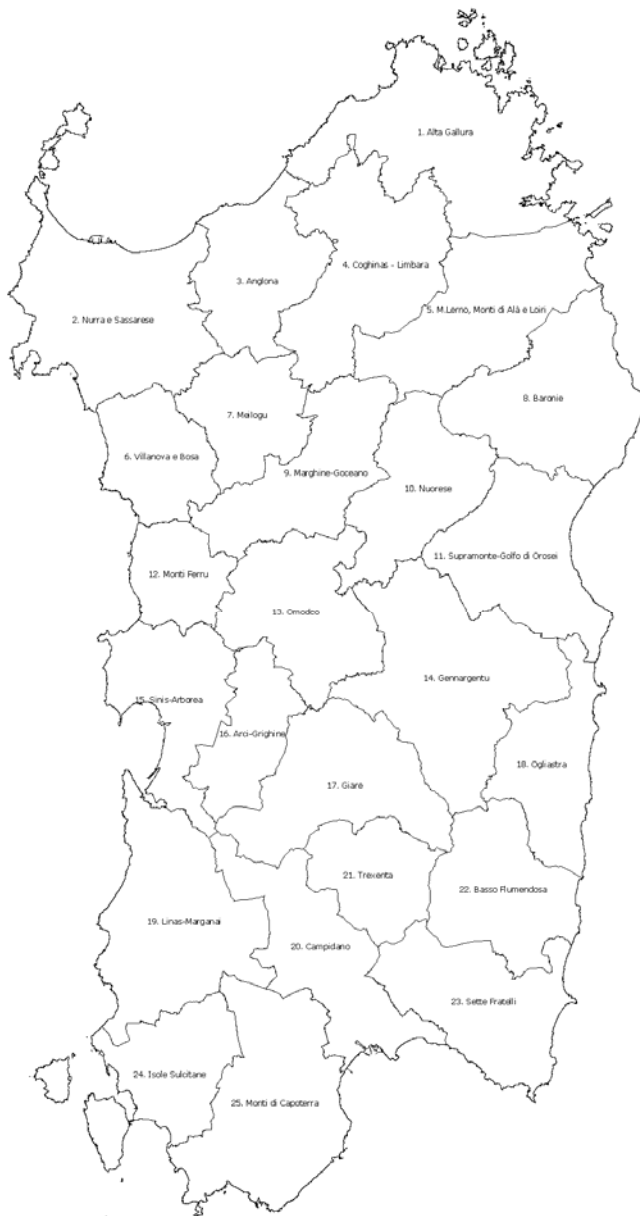 1. Alta Gallura
4. Coghinas - Limbara
3. Anglona
5. M.Lerno, Monti di Alà e Loiri
2. Nurra e Sassarese
8. Baronie
7. Meilogu
6. Villanova e Bosa
9. Marghine-Goceano
10. Nuorese
11. Supramonte-Golfo di Orosei
12. Monti Ferru
13. Omodeo
14. Gennargentu
15. Sinis-Arborea
16. Arci-Grighine
18. Ogliastra
17. Giare
21. Trexenta
22. Basso Flumendosa
19. Linas-Marganai
20. Campidano
23. Sette Fratelli
24. Isole Sulcitane
25. Monti di Capoterra